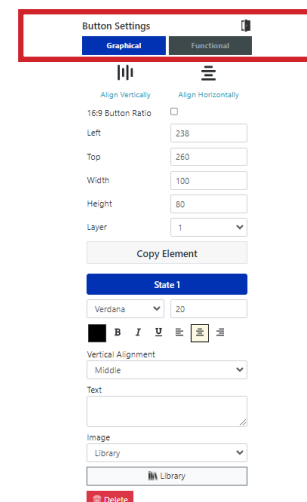 Button Settings
Graphical Functional
Align Vertically Align Horizontally
16:9 Button Ratio
Left 238
Top 260
Width 100
Height 80
Layer 1
Copy Element
State 1
Verdana 20
B I U
Vertical Alignment
Middle
Text
Image
Library
Library
Delete